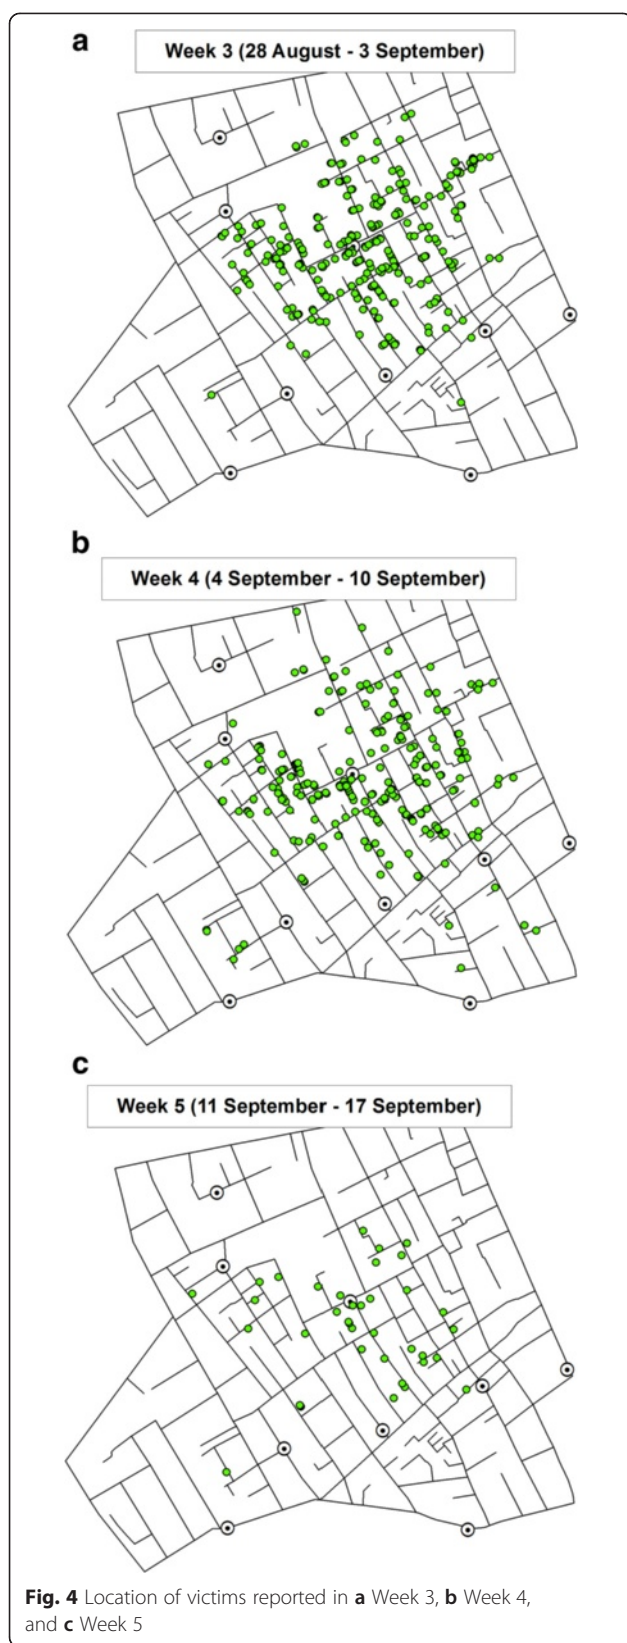 a
Week 3 (28 August - 3 September)
b
Week 4 (4 September - 10 September)
c
Week 5 (11 September - 17 September)
Fig. 4 Location of victims reported in a Week 3, b Week 4,
and c Week 5